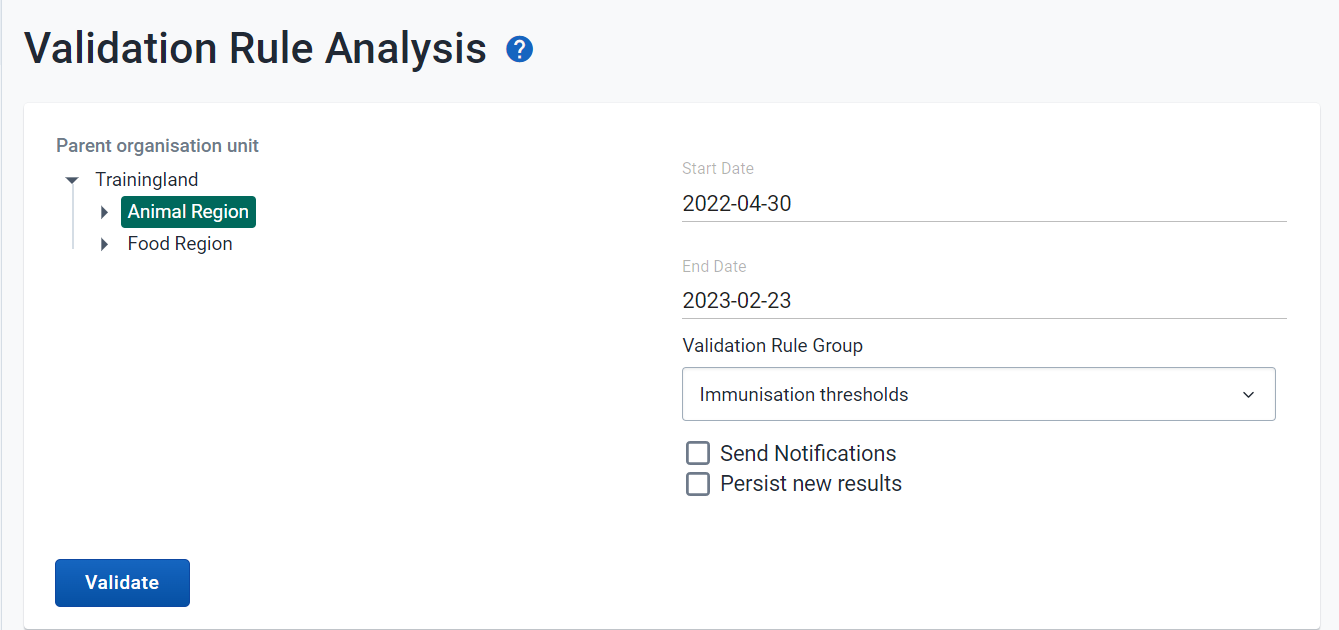 Validation Rule Analysis ?
Parent organisation unit
Trainingland
Animal Region
Food Region
Start Date
2022-04-30
End Date
2023-02-23
Validation Rule Group
Immunisation thresholds
Send Notifications
Persist new results
Validate